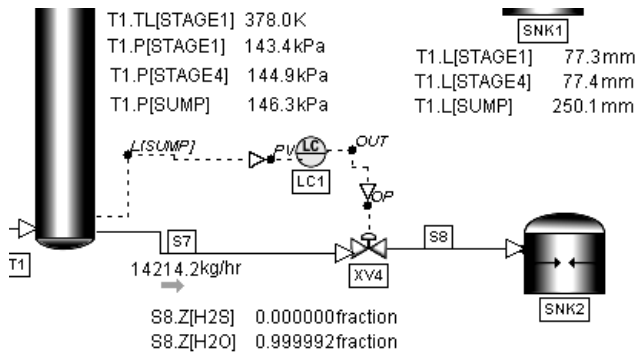 T1.TL[STAGE1] 378.0K
T1.P[STAGE1] 143.4kPa
T1.P[STAGE4] 144.9kPa
T1.P[SUMP] 146.3kPa
SNK1
T1.L[STAGE1] 77.3mm
T1.L[STAGE4] 77.4mm
T1.L[SUMP] 250.1mm
L[SUMP]
PV
LC
OUT
LC1
OP
T1
S7
14214.2kg/hr
XV4
S8
SNK2
S8.Z[H2S] 0.000000fraction
S8.Z[H2O] 0.999992fraction